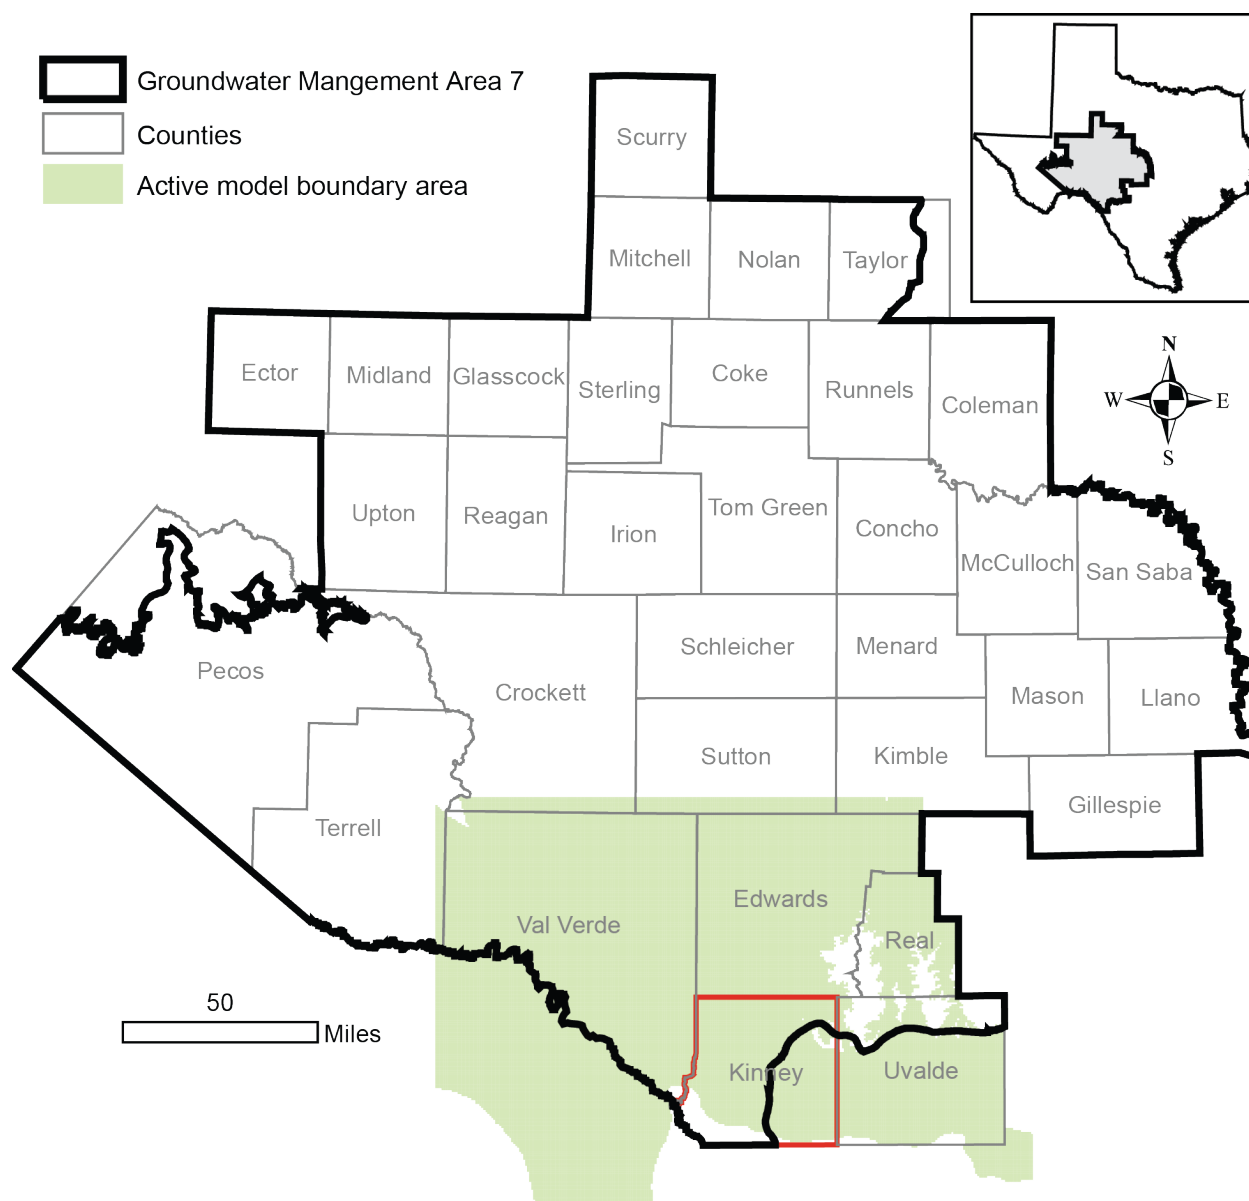 Groundwater Mangement Area 7
Counties
Active model boundary area
Scurry
Mitchell
Nolan
Taylor
N
W
E
S
Ector
Midland
Glasscock
Sterling
Coke
Runnels
Coleman
Upton
Reagan
Irion
Tom Green
Concho
McCulloch
San Saba
Pecos
Crockett
Schleicher
Menard
Mason
Llano
Sutton
Kimble
Gillespie
Terrell
Val Verde
Edwards
Real
50
Miles
Kinney
Uvalde